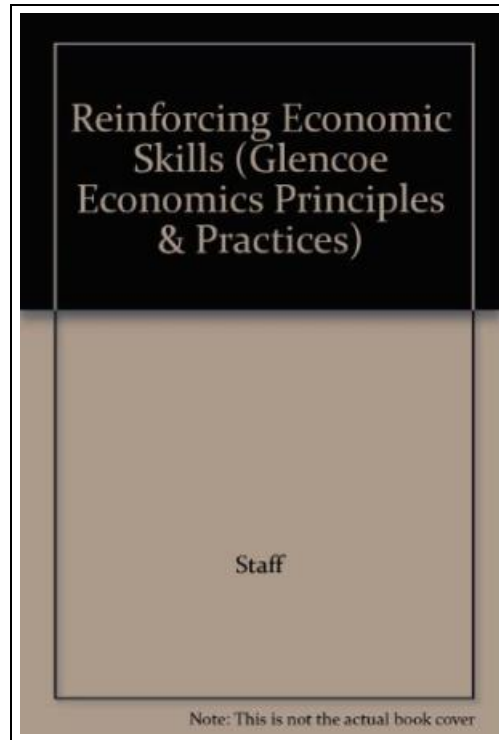 Reinforcing Economic
Skills (Glencoe
Economics Principles
& Practices)
Staff
Note: This is not the actual book cover